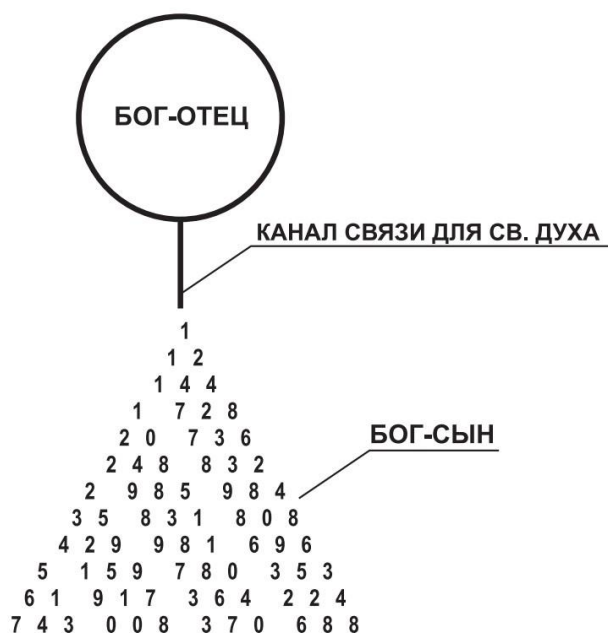 БОГ-ОТЕЦ
КАНАЛ СВЯЗИ ДЛЯ СВ. ДУХА
1
1 2
1 4 4
1 7 2 8
2 0 7 3 6
2 4 8 8 3 2
БОГ-СЫН
2 9 8 5 9 8 4
3 5 8 3 1 8 0 8
4 2 9 9 8 1 6 9 6
5 1 5 9 7 8 0 3 5 3
6 1 9 1 7 3 6 4 2 2 4
7 4 3 0 0 8 3 7 0 6 8 8